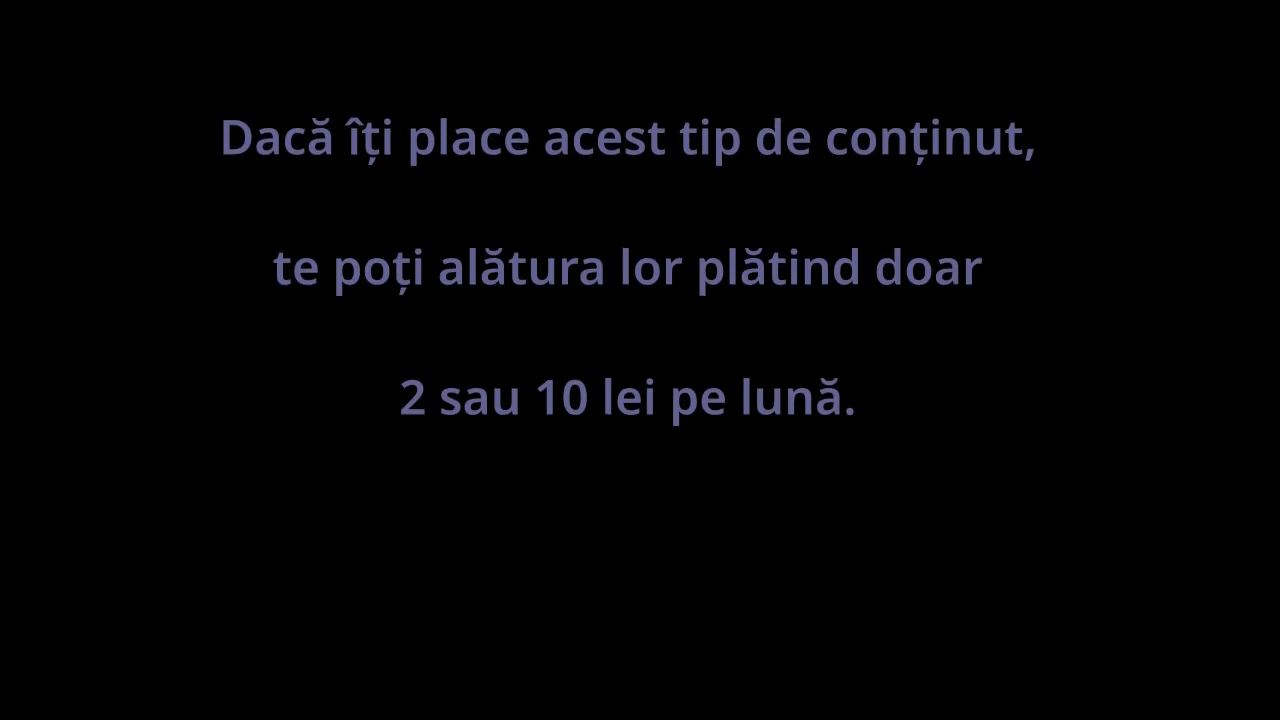 Dacă îți place acest tip de conținut,
te poți alătura lor plătind doar
2 sau 10 lei pe lună.